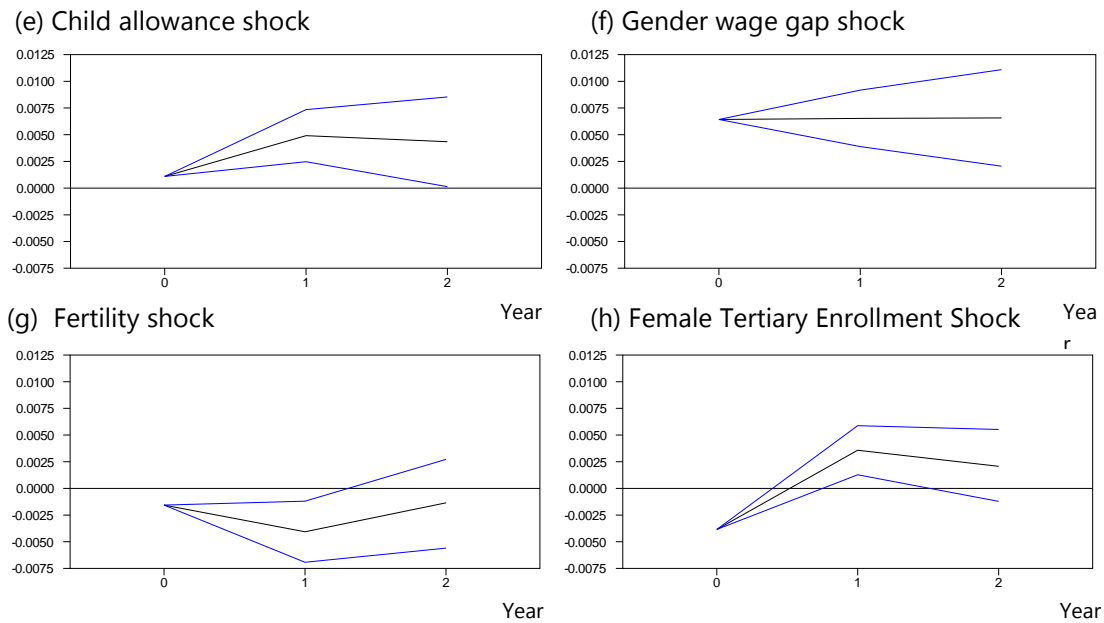 (e) Child allowance shock
0.0125
0.0100
0.0075
0.0050
0.0025
0.0000
-0.0025
-0.0050
-0.0075
0 1 2
Year
(f) Gender wage gap shock
0.0125
0.0100
0.0075
0.0050
0.0025
0.0000
-0.0025
-0.0050
-0.0075
0 1 2
Yea
r
(g) Fertility shock
0.0125
0.0100
0.0075
0.0050
0.0025
0.0000
-0.0025
-0.0050
-0.0075
0 1 2
Year
(h) Female Tertiary Enrollment Shock
0.0125
0.0100
0.0075
0.0050
0.0025
0.0000
-0.0025
-0.0050
-0.0075
0 1 2
Year